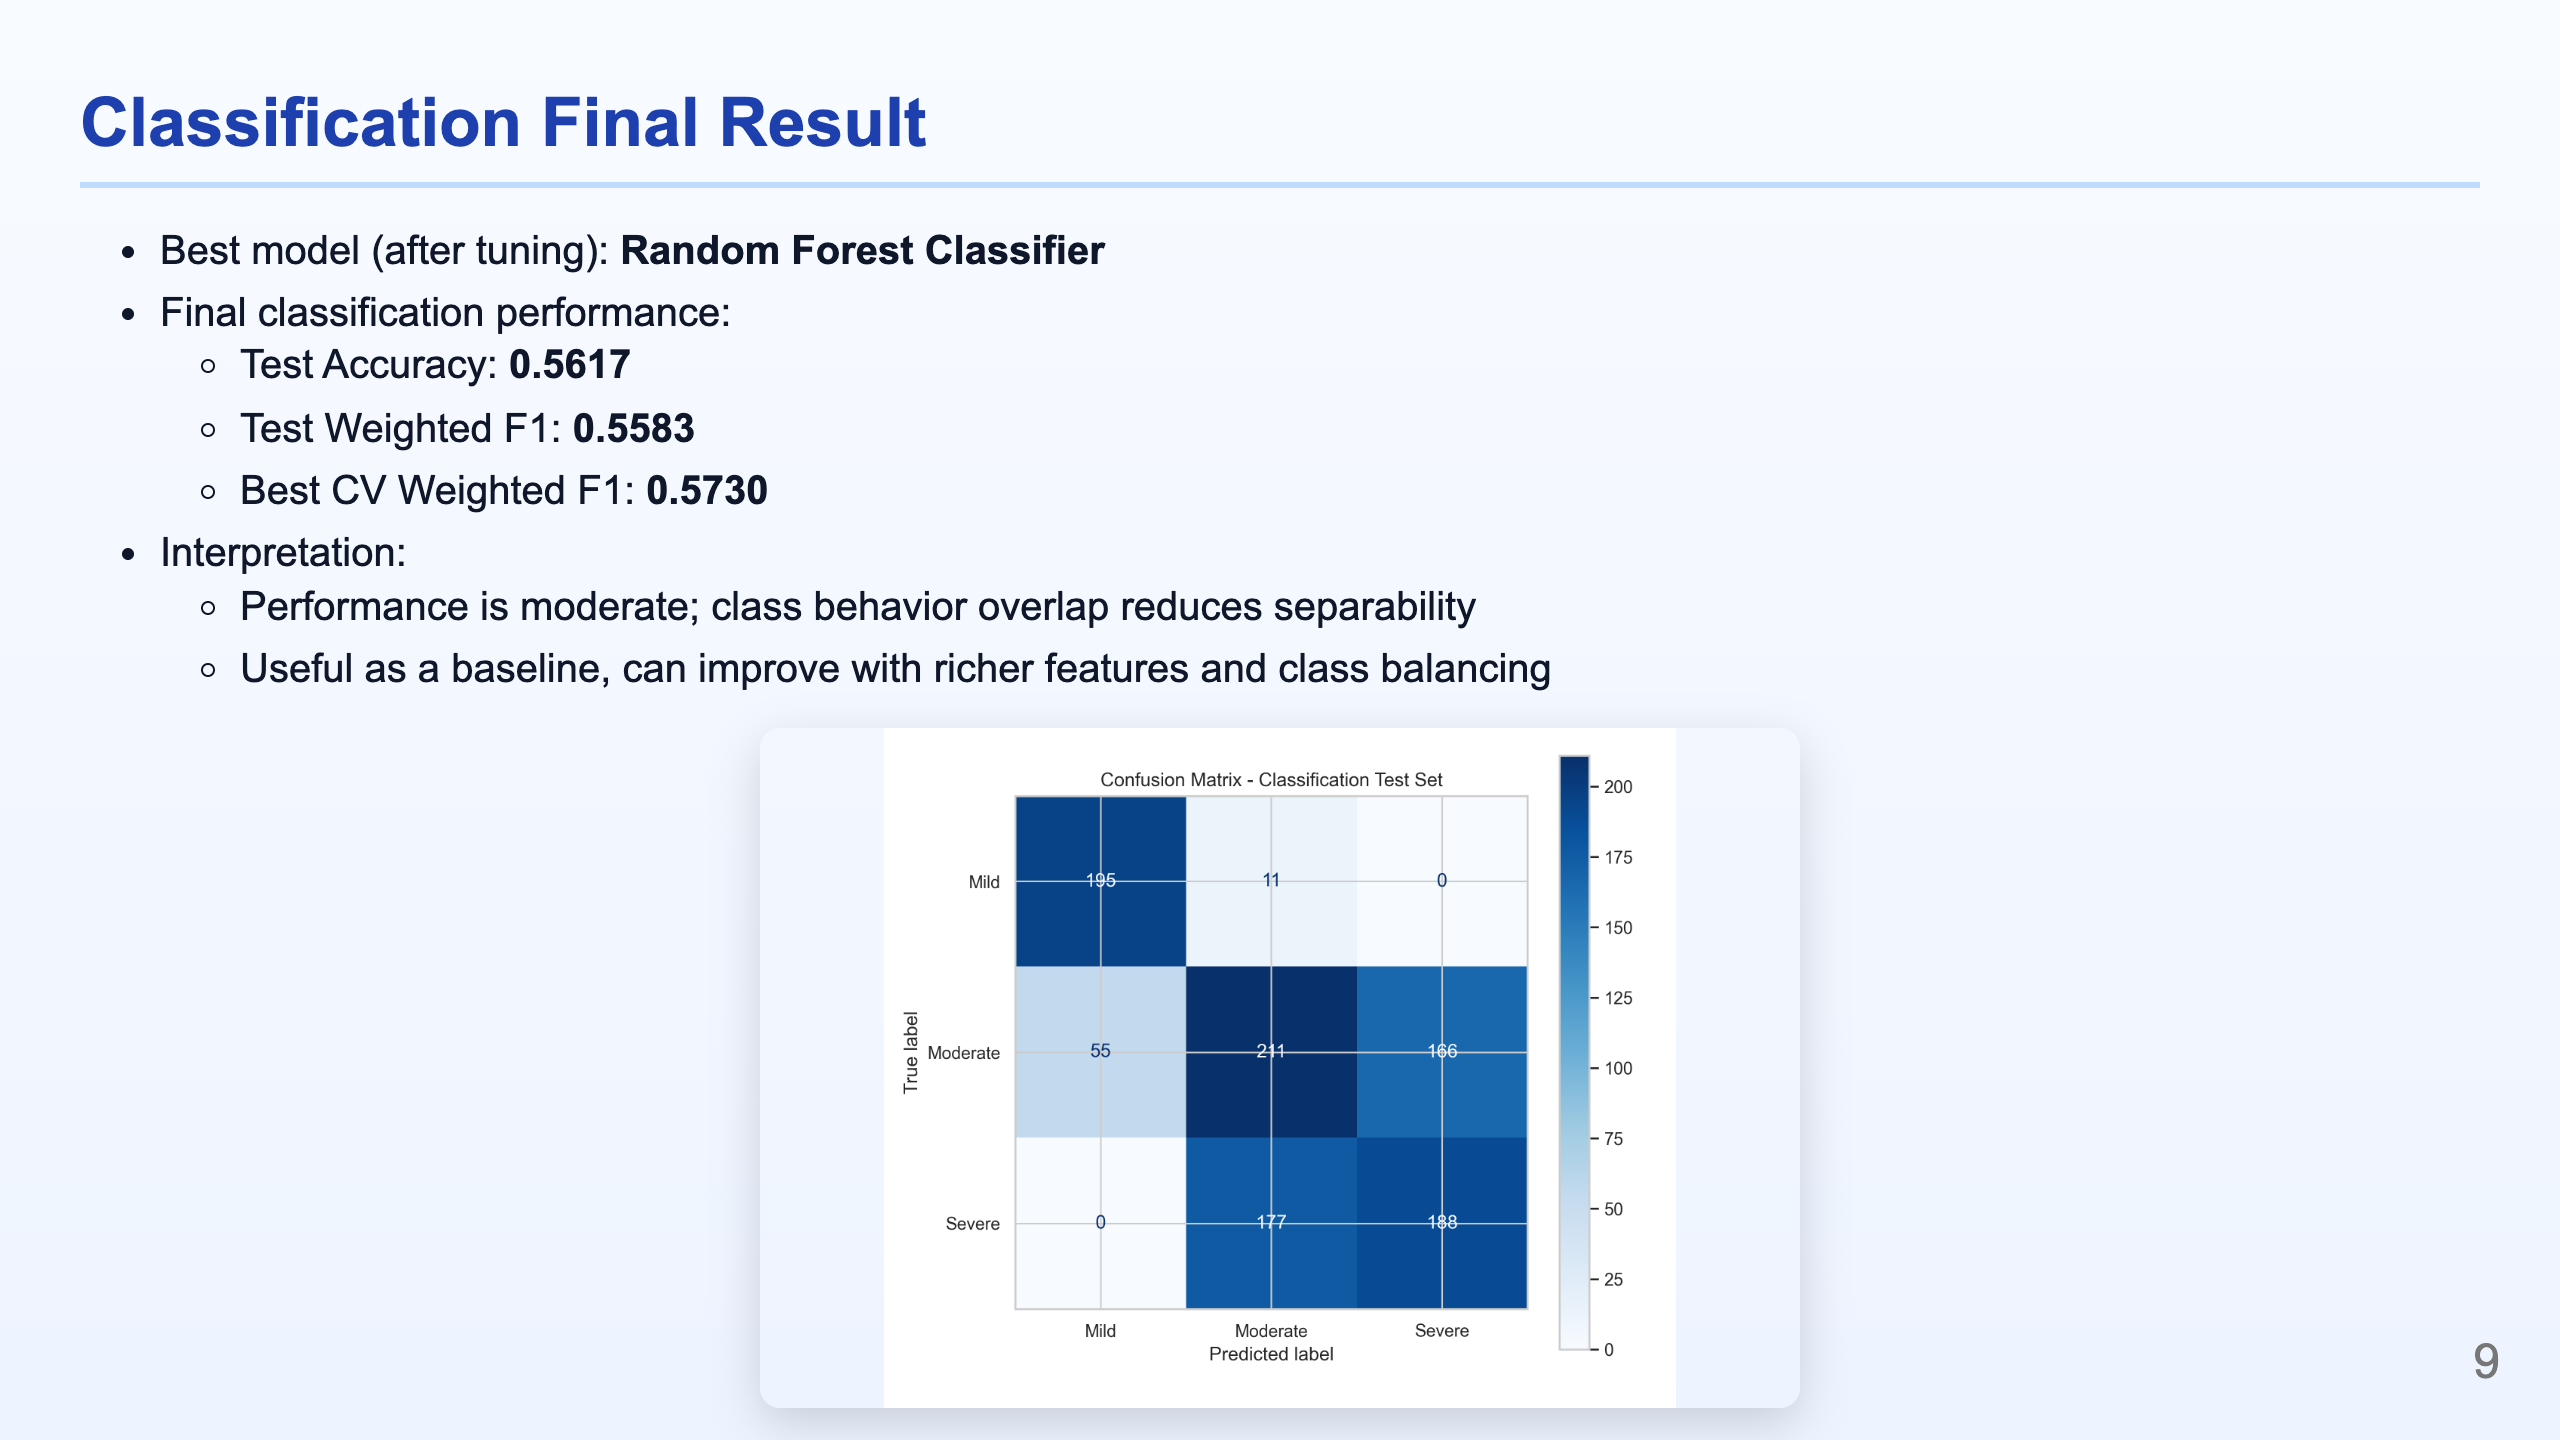 Classification Final Result
• Best model (after tuning): Random Forest Classifier
• Final classification performance:
○ Test Accuracy: 0.5617
○ Test Weighted F1: 0.5583
○ Best CV Weighted F1: 0.5730
• Interpretation:
○ Performance is moderate; class behavior overlap reduces separability
○ Useful as a baseline, can improve with richer features and class balancing
Confusion Matrix - Classification Test Set
True label
Mild 195 11 0
Moderate 55 211 166
Severe 0 177 188
Mild Moderate Severe
Predicted label
200
175
150
125
100
75
50
25
0
9